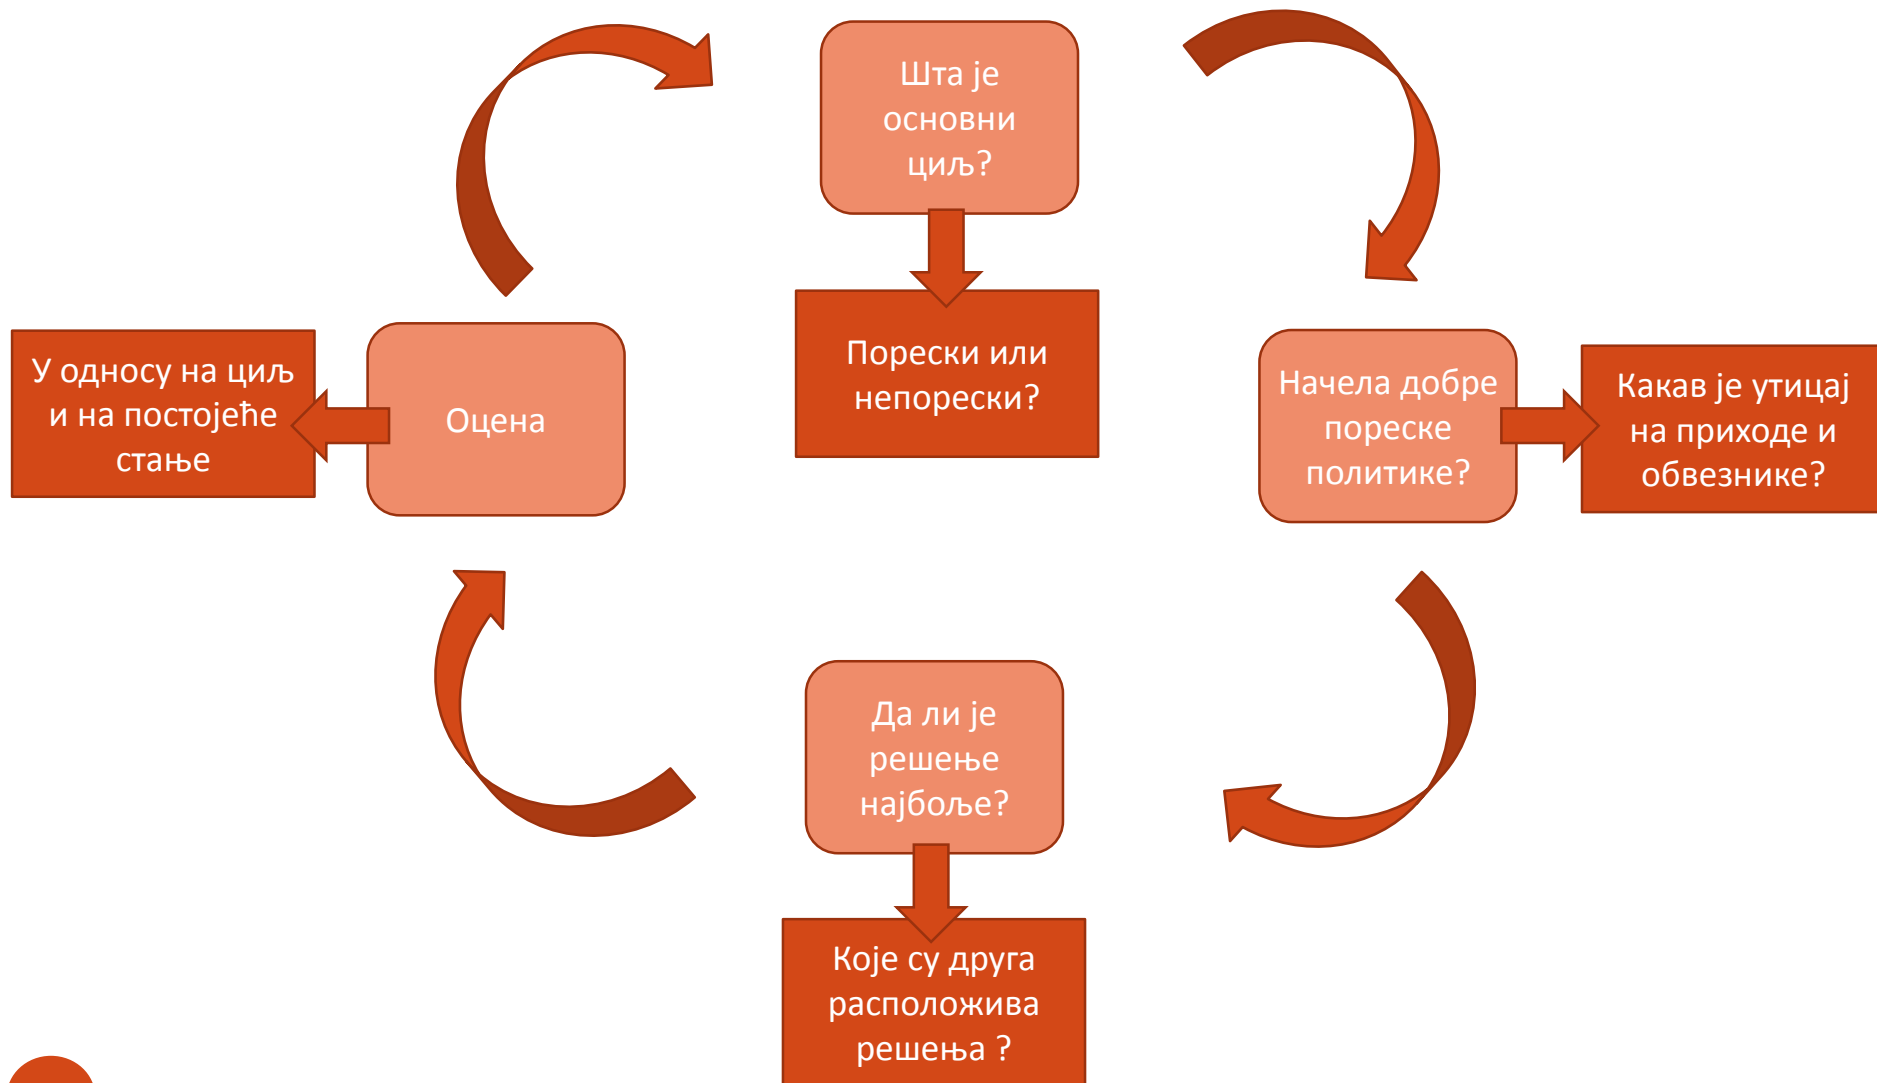 Шта је
основни
циљ?
Порески или
непорески?
У односу на циљ
и на постојеће
стање
Оцена
Начела добре
пореске
политике?
Какав је утицај
на приходе и
обвезнике?
Да ли је
решење
најбоље?
Које су друга
расположива
решења ?